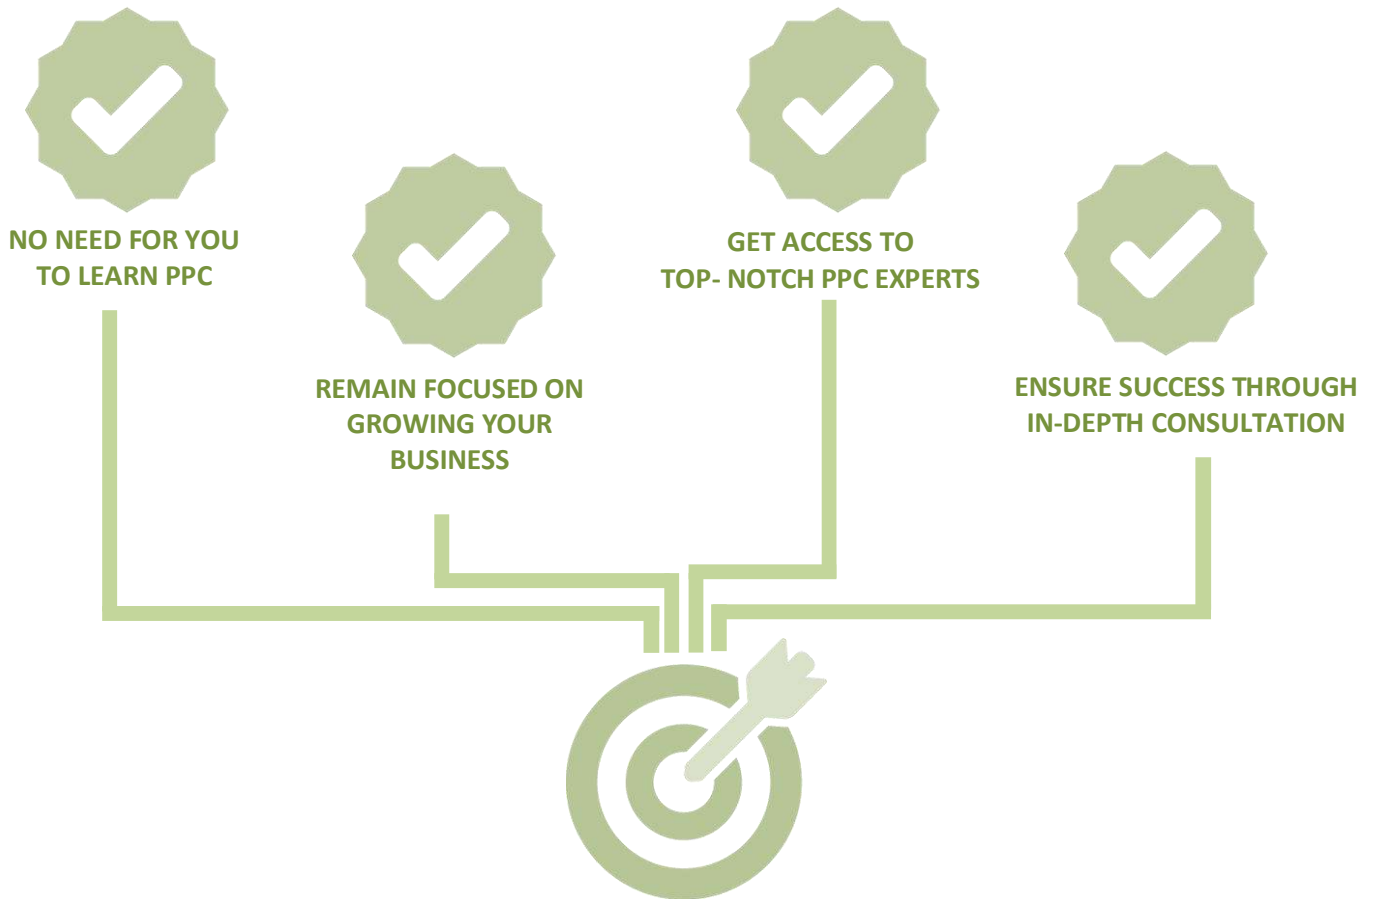 NO NEED FOR YOU
TO LEARN PPC
REMAIN FOCUSED ON
GROWING YOUR
BUSINESS
GET ACCESS TO
TOP- NOTCH PPC EXPERTS
ENSURE SUCCESS THROUGH
IN-DEPTH CONSULTATION